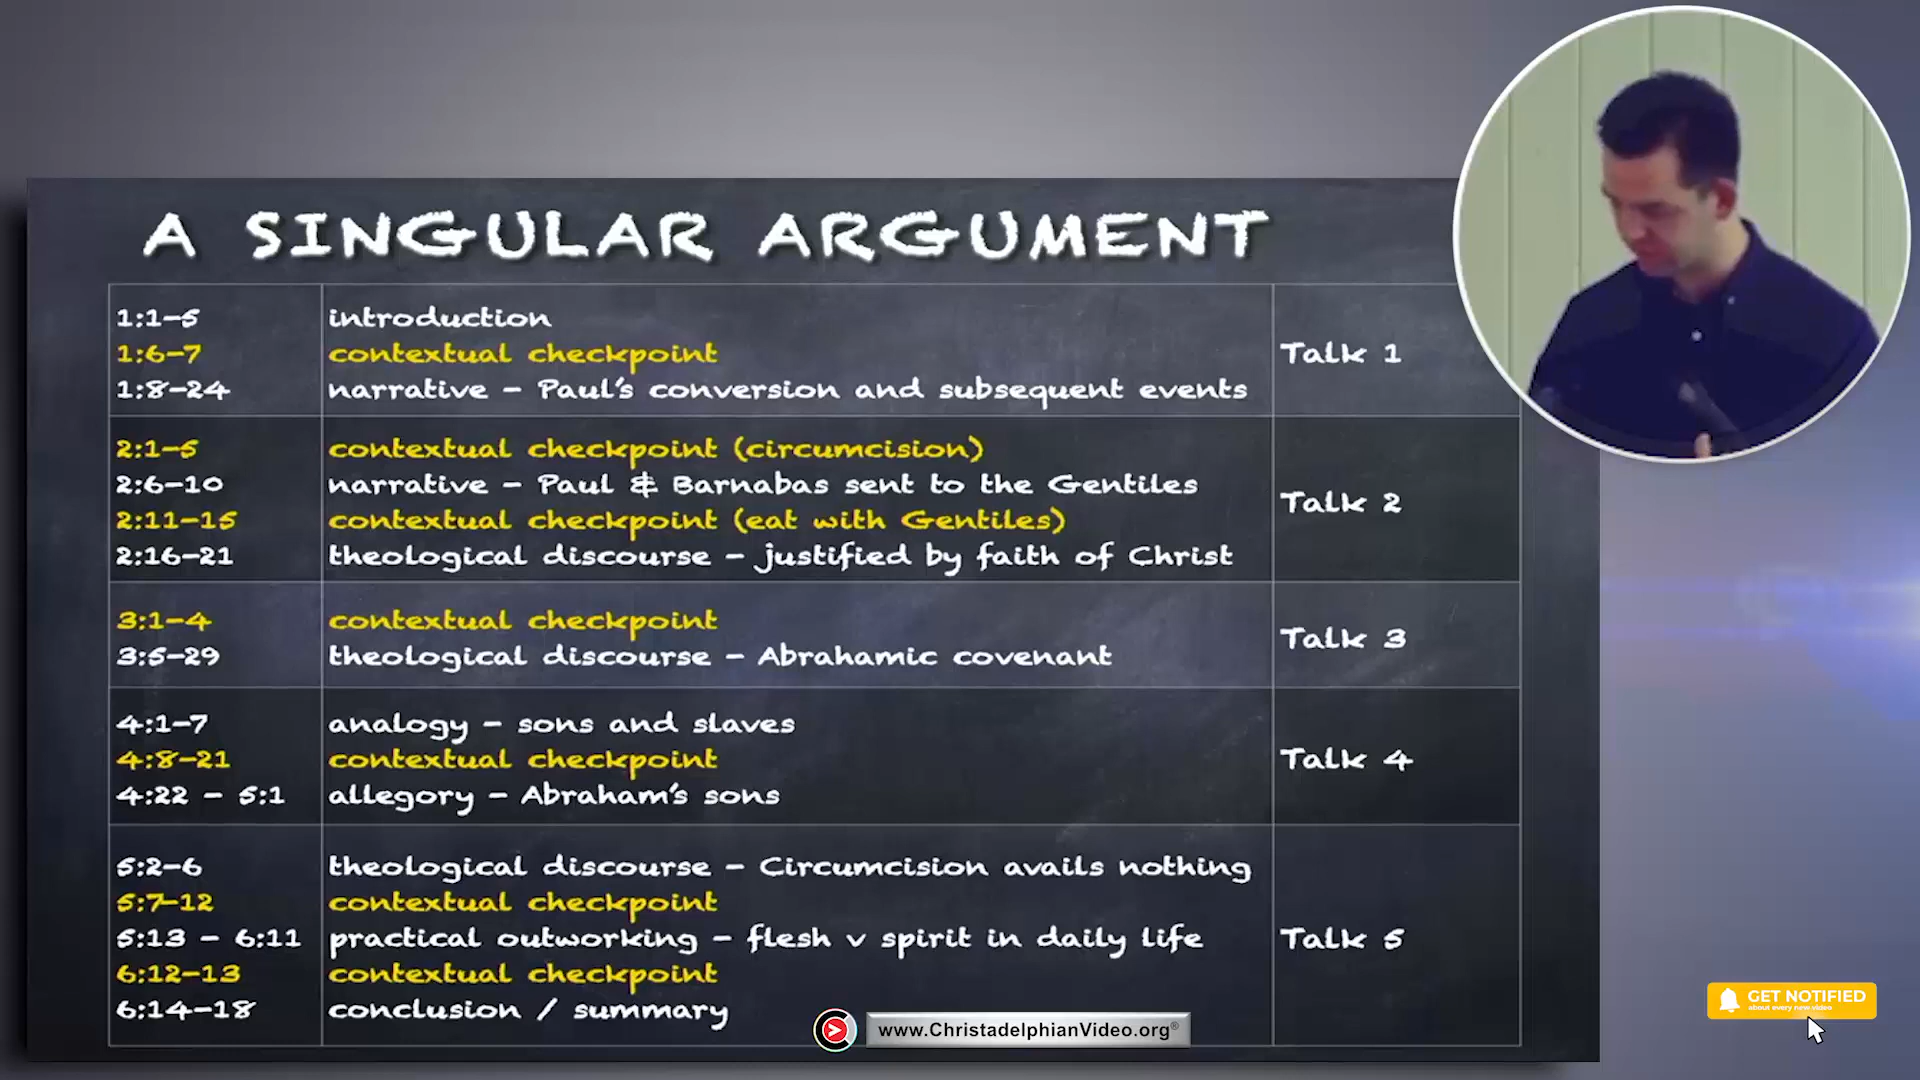 A SINGULAR ARGUMENT
1:1–5 introduction
1:6–7 contextual checkpoint
1:8–24 narrative – Paul's conversion and subsequent events
Talk 1
2:1–5 contextual checkpoint (circumcision)
2:6–10 narrative – Paul & Barnabas sent to the Gentiles
2:11–15 contextual checkpoint (eat with Gentiles)
2:16–21 theological discourse – justified by faith of Christ
Talk 2
3:1–4 contextual checkpoint
3:5–29 theological discourse – Abrahamic covenant
Talk 3
4:1–7 analogy – sons and slaves
4:8–21 contextual checkpoint
4:22 – 5:1 allegory – Abraham's sons
Talk 4
5:2–6 theological discourse – Circumcision avails nothing
5:7–12 contextual checkpoint
5:13 – 6:11 practical outworking – flesh v spirit in daily life
6:12–13 contextual checkpoint
6:14–18 conclusion / summary
Talk 5
www.ChristadelphianVideo.org®
GET NOTIFIED
about every new video